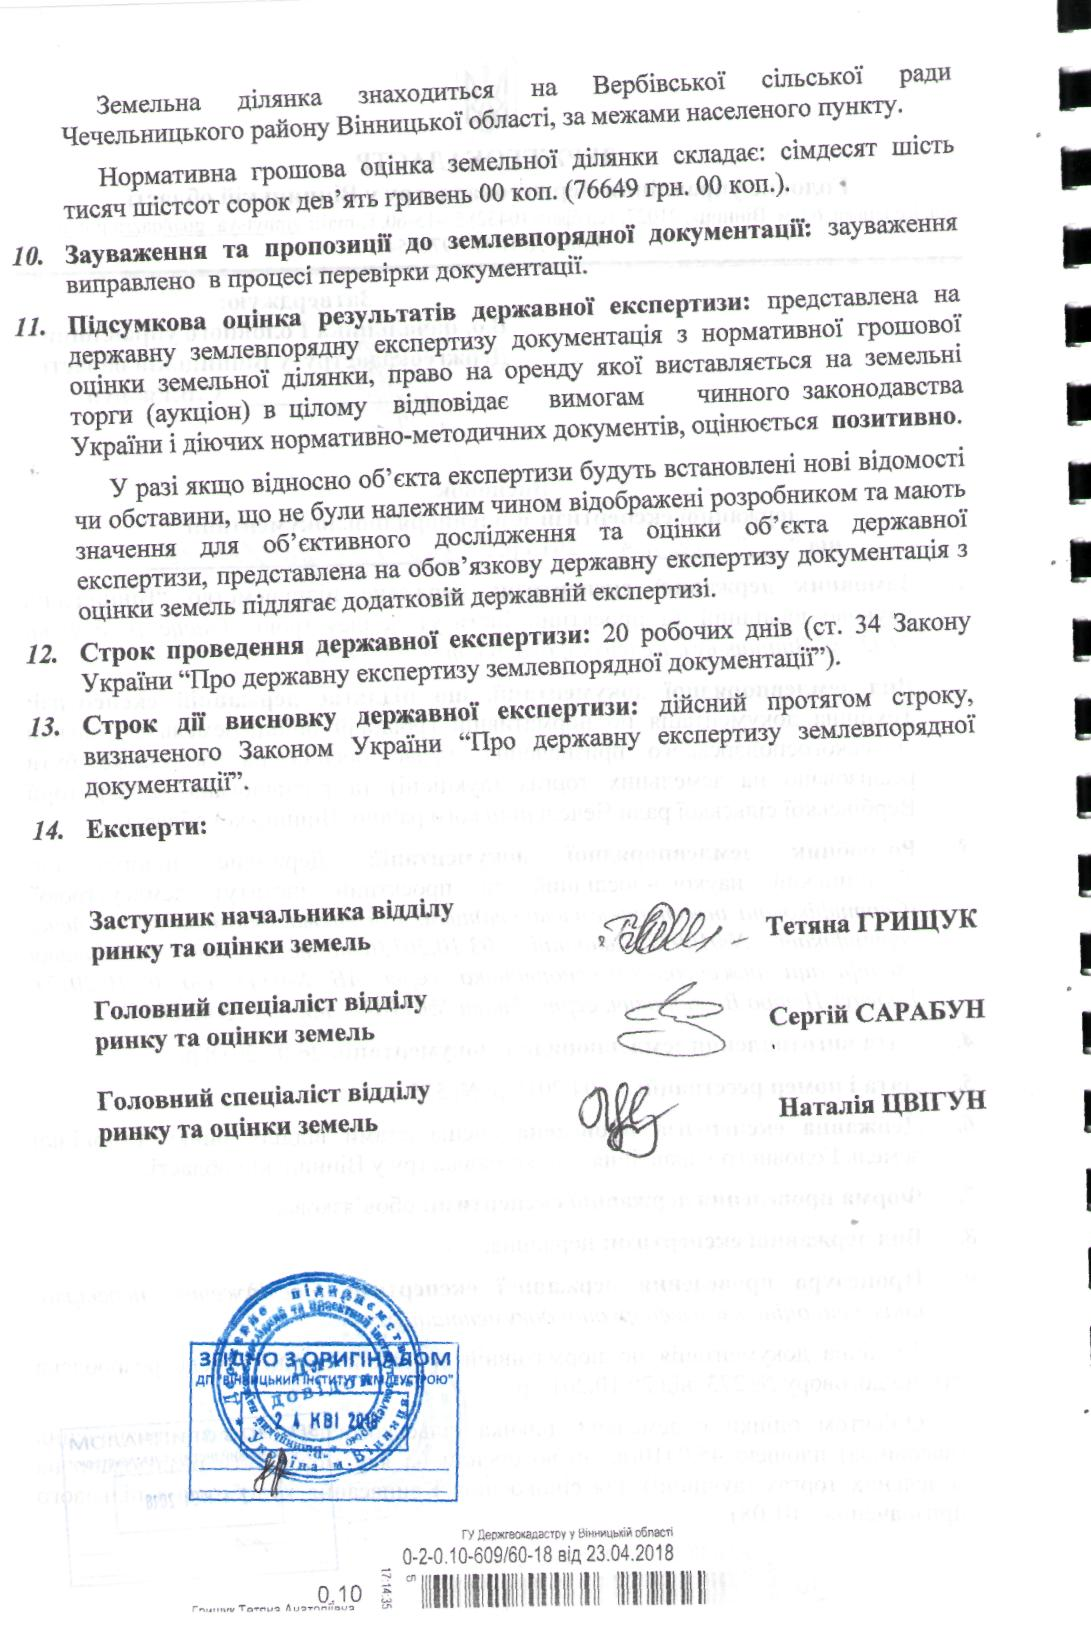 Земельна ділянка знаходиться на Вербівської сільської ради
Чечельницького району Вінницької області, за межами населеного пункту.
Нормативна грошова оцінка земельної ділянки складає: сімдесят шість
тисяч шістсот сорок дев’ять гривень 00 коп. (76649 грн. 00 коп.).
10. Зауваження та пропозиції до землевпорядної документації: зауваження
виправлено в процесі перевірки документації.
11. Підсумкова оцінка результатів державної експертизи: представлена на
державну землевпорядну експертизу документація з нормативної грошової
оцінки земельної ділянки, право на оренду якої виставляється на земельні
торги (аукціон) в цілому відповідає вимогам чинного законодавства
України і діючих нормативно-методичних документів, оцінюється позитивно.
У разі якщо відносно об’єкта експертизи будуть встановлені нові відомості
чи обставини, що не були належним чином відображені розробником та мають
значення для об’єктивного дослідження та оцінки об’єкта державної
експертизи, представлена на обов’язкову державну експертизу документація з
оцінки земель підлягає додатковій державній експертизі.
12. Строк проведення державної експертизи: 20 робочих днів (ст. 34 Закону
України “Про державну експертизу землевпорядної документації”).
13. Строк дії висновку державної експертизи: дійсний протягом строку,
визначеного Законом України “Про державну експертизу землевпорядної
документації”.
14. Експерти:
Заступник начальника відділу
ринку та оцінки земель
Тетяна ГРИЩУК
Головний спеціаліст відділу
ринку та оцінки земель
Сергій САРАБУН
Головний спеціаліст відділу
ринку та оцінки земель
Наталія ЦВІГУН
ЗГІДНО З ОРИГІНАЛОМ
ДП "ВІННИЦЬКИЙ ІНСТИТУТ ЗЕМЛЕУСТРОЮ"
24 КВІ 2018
ГУ Держгеокадастру у Вінницькій області
0-2-0.10-609/60-18 від 23.04.2018
17:14:35
0,10
Грищук Тетяна Анатоліївна